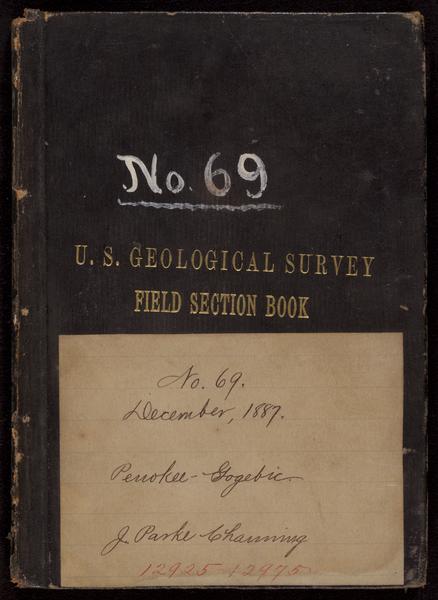 No. 69
U. S. GEOLOGICAL SURVEY
FIELD SECTION BOOK
No. 69.
December, 1887.
Penokee-Gogebic
J. Parke Channing
12925-12975